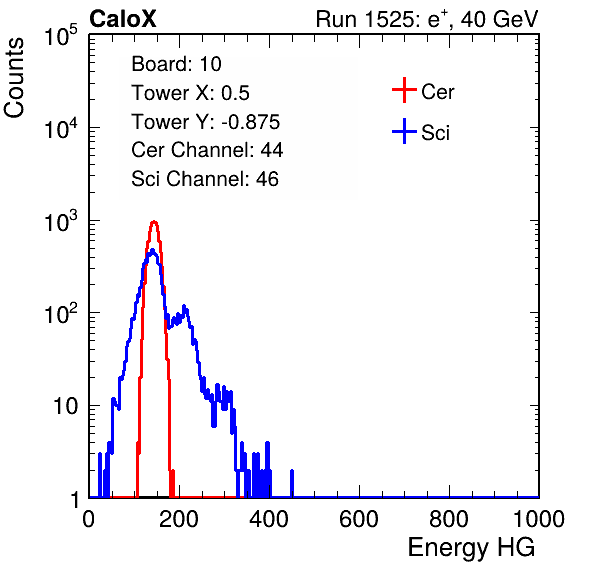 CaloX Run 1525: e⁺, 40 GeV
Counts
Board: 10
Tower X: 0.5
Tower Y: -0.875
Cer Channel: 44
Sci Channel: 46
Cer
Sci
10⁵
10⁴
10³
10²
10
1
0 200 400 600 800 1000
Energy HG